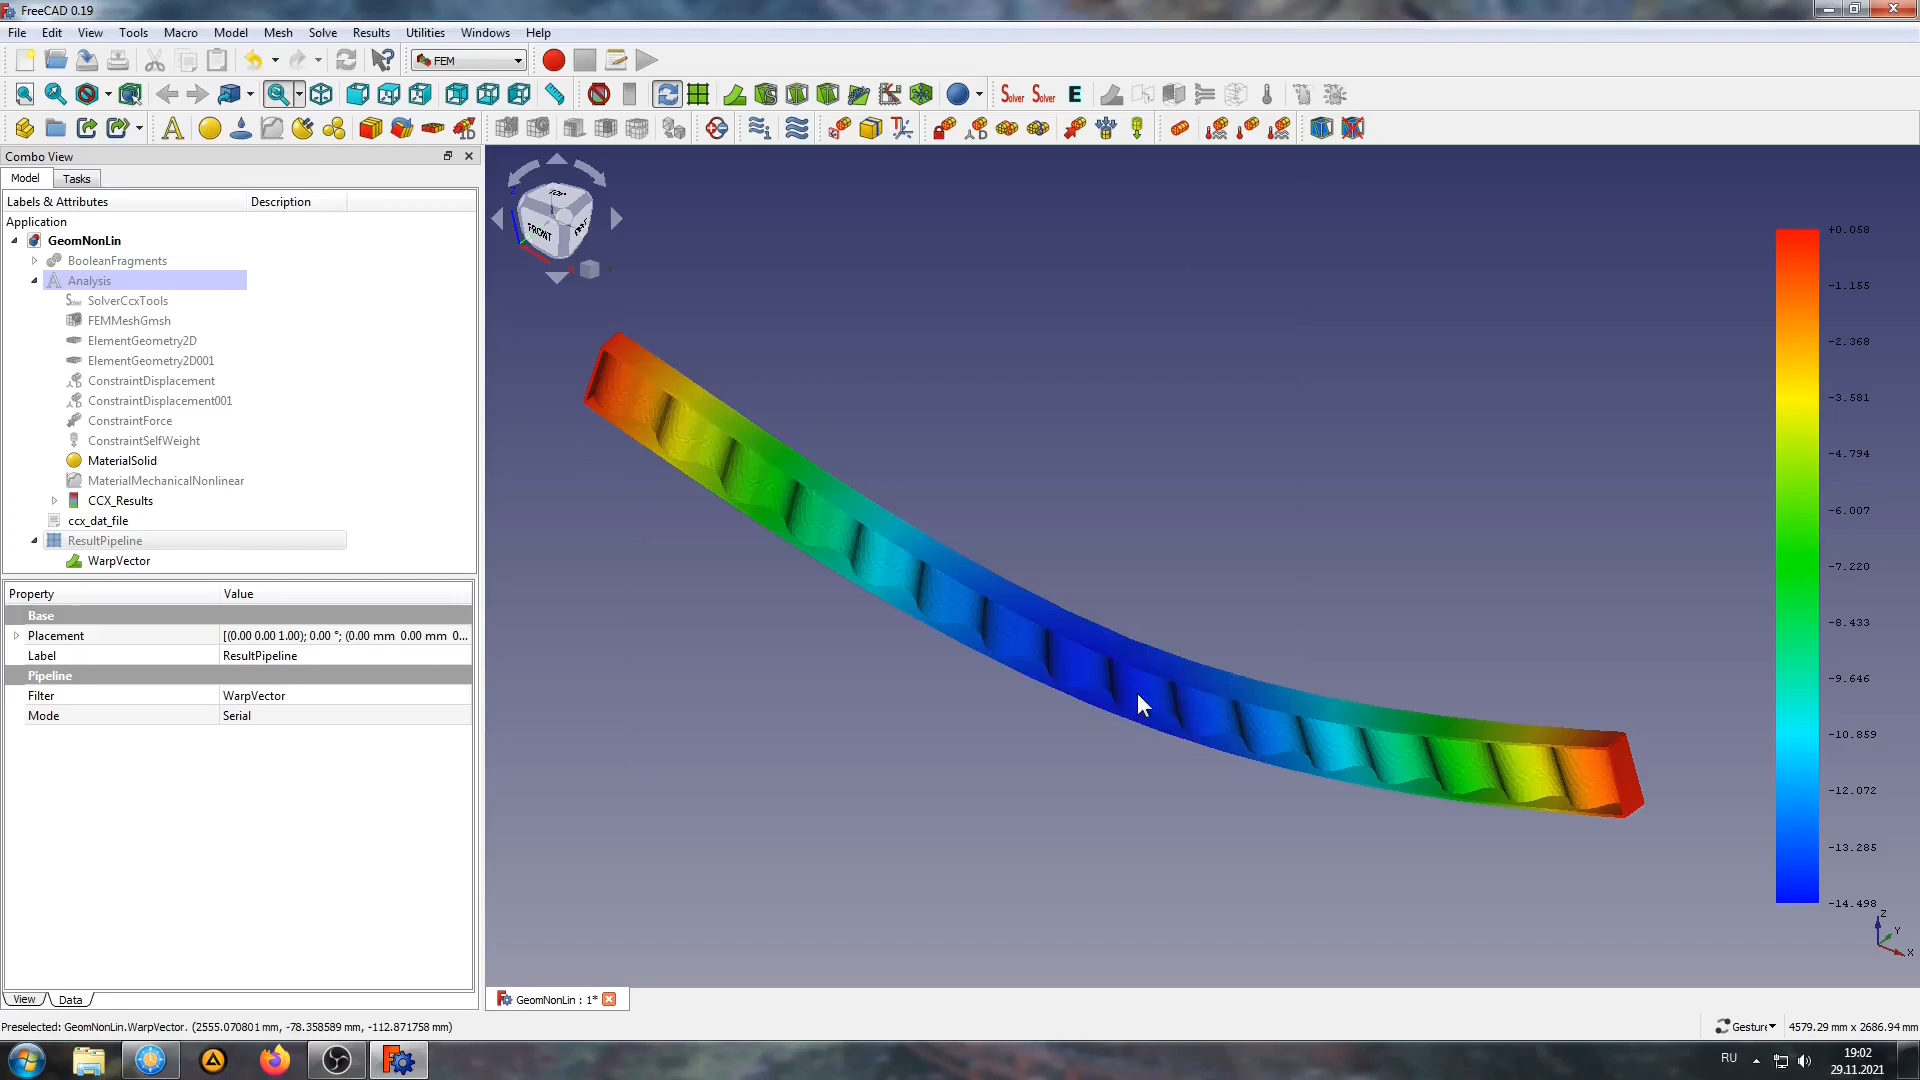 FreeCAD 0.19
File Edit View Tools Macro Model Mesh Solve Results Utilities Windows Help
FEM
Solver Solver E
Combo View
Model Tasks
Labels & Attributes Description
Application
GeomNonLin
BooleanFragments
Analysis
SolverCcxTools
FEMMeshGmsh
ElementGeometry2D
ElementGeometry2D001
ConstraintDisplacement
ConstraintDisplacement001
ConstraintForce
ConstraintSelfWeight
MaterialSolid
MaterialMechanicalNonlinear
CCX_Results
ccx_dat_file
ResultPipeline
WarpVector
Property Value
Base
Placement [(0.00 0.00 1.00); 0.00 °; (0.00 mm 0.00 mm 0...
Label ResultPipeline
Pipeline
Filter WarpVector
Mode Serial
View Data
TOP
FRONT
+0.058
-1.155
-2.368
-3.581
-4.794
-6.007
-7.220
-8.433
-9.646
-10.859
-12.072
-13.285
-14.498
Z
Y
X
GeomNonLin : 1*
Preselected: GeomNonLin.WarpVector. (2555.070801 mm, -78.358589 mm, -112.871758 mm)
Gesture 4579.29 mm x 2686.94 mm
RU
19:02
29.11.2021